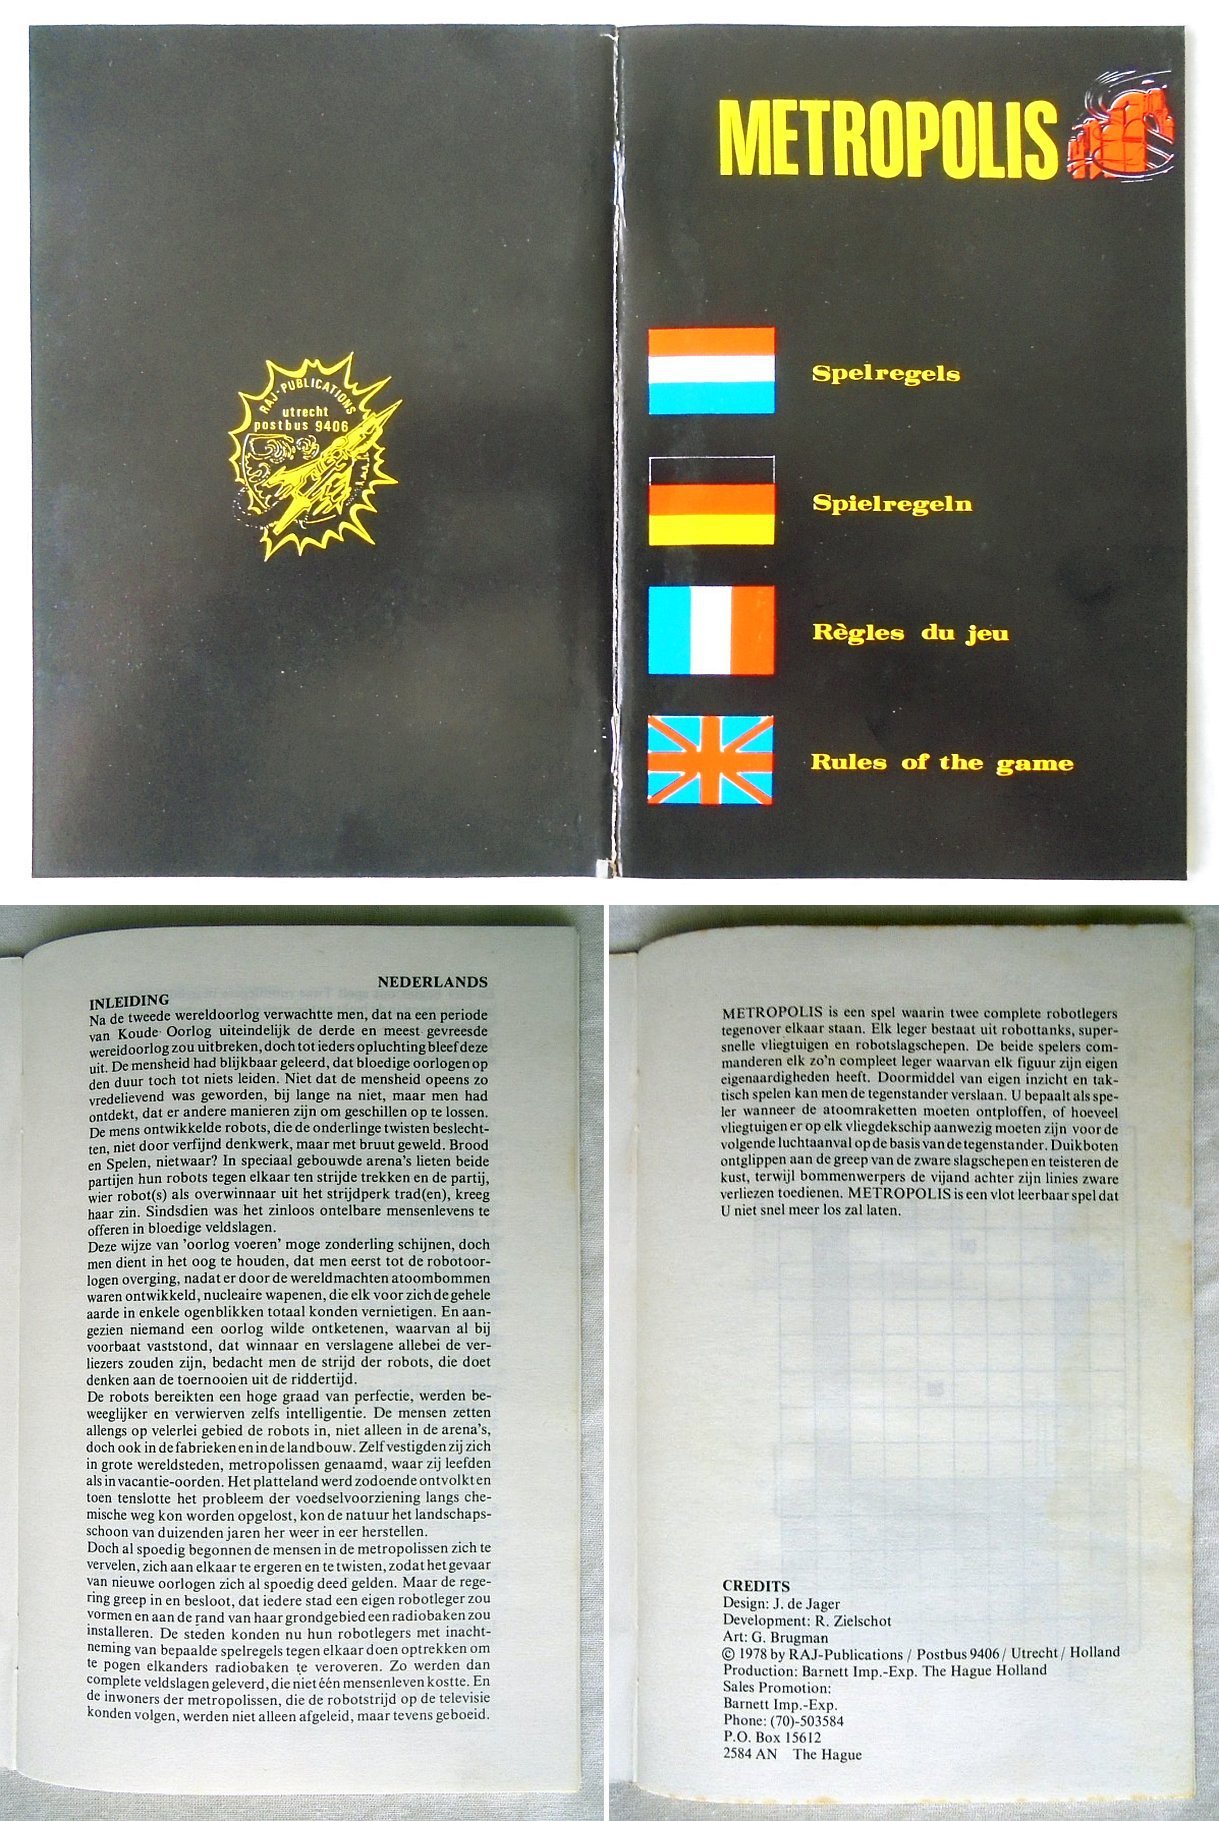 METROPOLIS
RAJ-PUBLICATIONS
utrecht
postbus 9406
Spelregels
Spielregeln
Règles du jeu
Rules of the game
NEDERLANDS
INLEIDING
Na de tweede wereldoorlog verwachtte men, dat na een periode
van Koude Oorlog uiteindelijk de derde en meest gevreesde
wereldoorlog zou uitbreken, doch tot ieders opluchting bleef deze
uit. De mensheid had blijkbaar geleerd, dat bloedige oorlogen op
den duur toch tot niets leiden. Niet dat de mensheid opeens zo
vredelievend was geworden, bij lange na niet, maar men had
ontdekt, dat er andere manieren zijn om geschillen op te lossen.
De mens ontwikkelde robots, die de onderlinge twisten beslecht-
ten, niet door verfijnd denkwerk, maar met bruut geweld. Brood
en Spelen, nietwaar? In speciaal gebouwde arena's lieten beide
partijen hun robots tegen elkaar ten strijde trekken en de partij,
wier robot(s) als overwinnaar uit het strijdperk trad(en), kreeg
haar zin. Sindsdien was het zinloos ontelbare mensenlevens te
offeren in bloedige veldslagen.
Deze wijze van 'oorlog voeren' moge zonderling schijnen, doch
men dient in het oog te houden, dat men eerst tot de robotoor-
logen overging, nadat er door de wereldmachten atoombommen
waren ontwikkeld, nucleaire wapenen, die elk voor zich de gehele
aarde in enkele ogenblikken totaal konden vernietigen. En aan-
gezien niemand een oorlog wilde ontketenen, waarvan al bij
voorbaat vaststond, dat winnaar en verslagene allebei de ver-
liezers zouden zijn, bedacht men de strijd der robots, die doet
denken aan de toernooien uit de riddertijd.
De robots bereikten een hoge graad van perfectie, werden be-
weeglijker en verwierven zelfs intelligentie. De mensen zetten
allengs op velerlei gebied de robots in, niet alleen in de arena's,
doch ook in de fabrieken en in de landbouw. Zelf vestigden zij zich
in grote wereldsteden, metropolissen genaamd, waar zij leefden
als in vacantie-oorden. Het platteland werd zodoende ontvolkt en
toen tenslotte het probleem der voedselvoorziening langs che-
mische weg kon worden opgelost, kon de natuur het landschaps-
schoon van duizenden jaren her weer in eer herstellen.
Doch al spoedig begonnen de mensen in de metropolissen zich te
vervelen, zich aan elkaar te ergeren en te twisten, zodat het gevaar
van nieuwe oorlogen zich al spoedig deed gelden. Maar de rege-
ring greep in en besloot, dat iedere stad een eigen robotleger zou
vormen en aan de rand van haar grondgebied een radiobaken zou
installeren. De steden konden nu hun robotlegers met inacht-
neming van bepaalde spelregels tegen elkaar doen optrekken om
te pogen elkanders radiobaken te veroveren. Zo werden dan
complete veldslagen geleverd, die niet één mensenleven kostte. En
de inwoners der metropolissen, die de robotstrijd op de televisie
konden volgen, werden niet alleen afgeleid, maar tevens geboeid.
METROPOLIS is een spel waarin twee complete robotlegers
tegenover elkaar staan. Elk leger bestaat uit robottanks, super-
snelle vliegtuigen en robotslagschepen. De beide spelers com-
manderen elk zo'n compleet leger waarvan elk figuur zijn eigen
eigenaardigheden heeft. Doormiddel van eigen inzicht en tak-
tisch spelen kan men de tegenstander verslaan. U bepaalt als spe-
ler wanneer de atoomraketten moeten ontploffen, of hoeveel
vliegtuigen er op elk vliegdekschip aanwezig moeten zijn voor de
volgende luchtaanval op de basis van de tegenstander. Duikboten
ontglippen aan de greep van de zware slagschepen en teisteren de
kust, terwijl bommenwerpers de vijand achter zijn linies zware
verliezen toedienen. METROPOLIS is een vlot leerbaar spel dat
U niet snel meer los zal laten.
CREDITS
Design: J. de Jager
Development: R. Zielschot
Art: G. Brugman
© 1978 by RAJ-Publications / Postbus 9406 / Utrecht / Holland
Production: Barnett Imp.-Exp. The Hague Holland
Sales Promotion:
Barnett Imp.-Exp.
Phone: (70)-503584
P.O. Box 15612
2584 AN The Hague